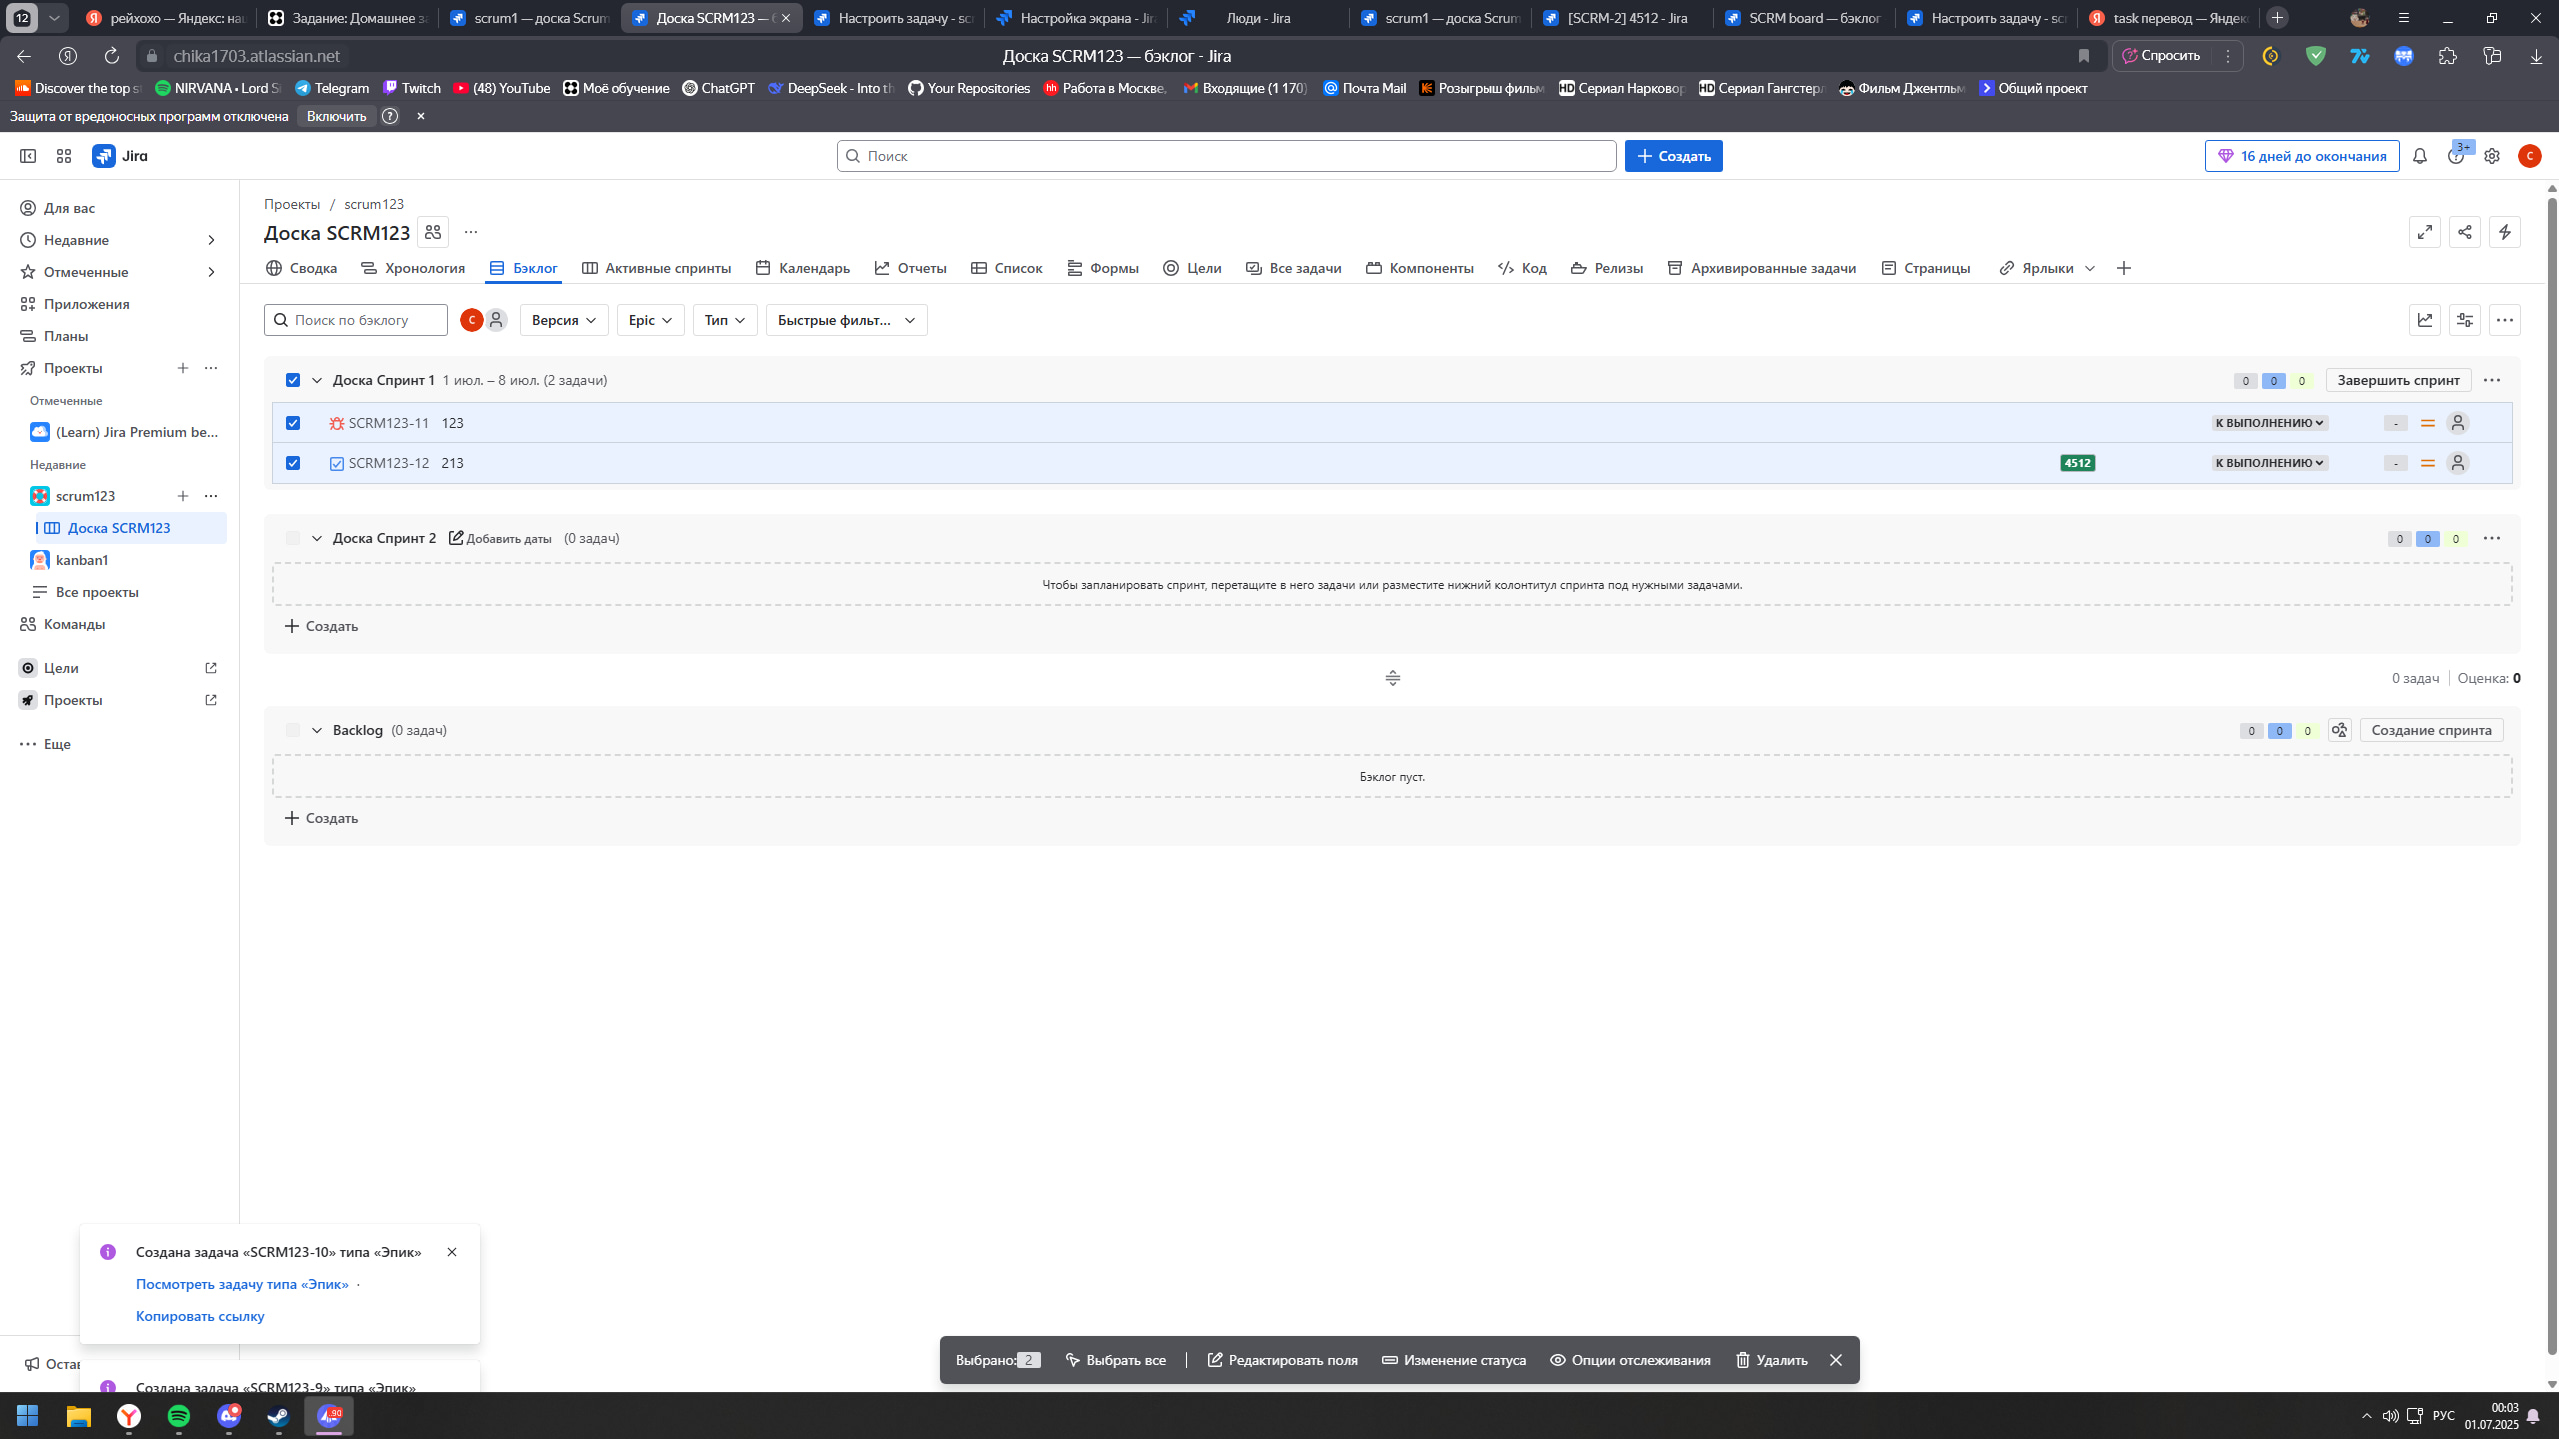 12
рейхохо — Яндекс: на
Задание: Домашнее за
scrum1 — доска Scrum
Доска SCRM123 — б
Настроить задачу - scr
Настройка экрана - Jir
Люди - Jira
scrum1 — доска Scrum
[SCRM-2] 4512 - Jira
SCRM board — бэклог
Настроить задачу - scr
task перевод — Яндек
chika1703.atlassian.net
Доска SCRM123 — бэклог - Jira
Спросить
Discover the top s
NIRVANA • Lord Si
Telegram
Twitch
(48) YouTube
Моё обучение
ChatGPT
DeepSeek - Into th
Your Repositories
Работа в Москве,
Входящие (1 170)
Почта Mail
Розыгрыш фильм
Сериал Нарковор
Сериал Гангстерл
Фильм Джентльм
Общий проект
Защита от вредоносных программ отключена
Включить
Jira
Поиск
Создать
16 дней до окончания
3+
C
Для вас
Недавние
Отмеченные
Приложения
Планы
Проекты
Отмеченные
(Learn) Jira Premium be...
Недавние
scrum123
Доска SCRM123
kanban1
Все проекты
Команды
Цели
Проекты
Еще
Проекты / scrum123
Доска SCRM123
Сводка
Хронология
Бэклог
Активные спринты
Календарь
Отчеты
Список
Формы
Цели
Все задачи
Компоненты
Код
Релизы
Архивированные задачи
Страницы
Ярлыки
Поиск по бэклогу
C
Версия
Epic
Тип
Быстрые фильт...
Доска Спринт 1 1 июл. – 8 июл. (2 задачи)
0 0 0
Завершить спринт
SCRM123-11 123
К ВЫПОЛНЕНИЮ
-
SCRM123-12 213
4512
К ВЫПОЛНЕНИЮ
-
Доска Спринт 2 Добавить даты (0 задач)
0 0 0
Чтобы запланировать спринт, перетащите в него задачи или разместите нижний колонтитул спринта под нужными задачами.
Создать
0 задач
Оценка: 0
Backlog (0 задач)
0 0 0
Создание спринта
Бэклог пуст.
Создать
Создана задача «SCRM123-10» типа «Эпик»
Посмотреть задачу типа «Эпик» ·
Копировать ссылку
Оста
Создана задача «SCRM123-9» типа «Эпик»
Выбрано: 2
Выбрать все
Редактировать поля
Изменение статуса
Опции отслеживания
Удалить
РУС
00:03
01.07.2025